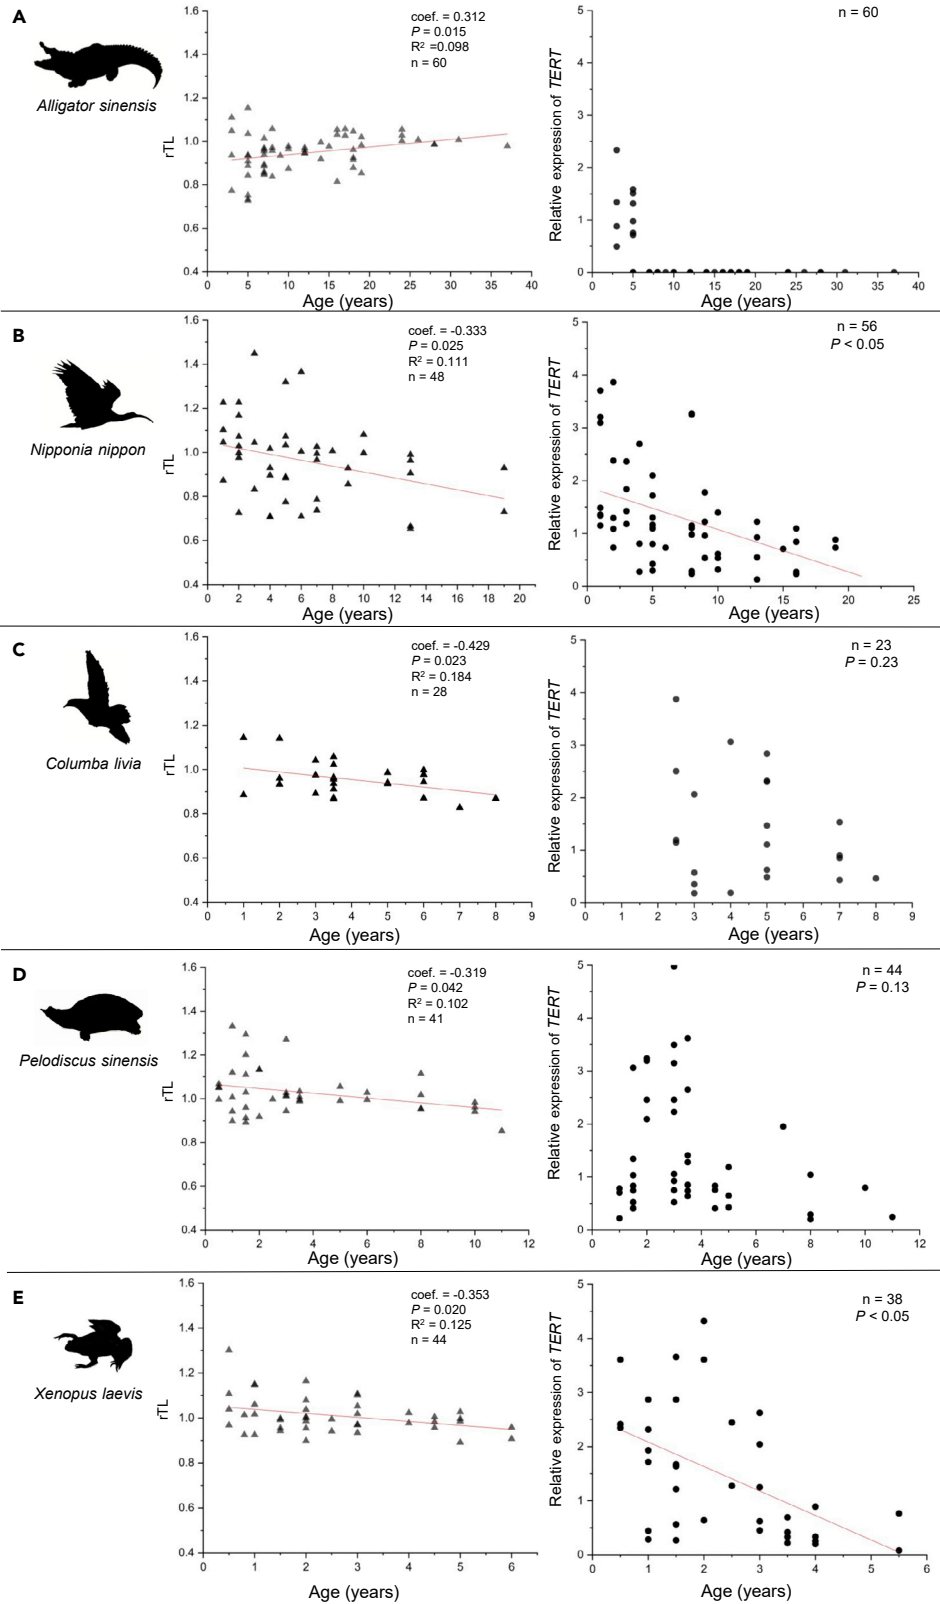 A
Alligator sinensis
rTL
1.6
1.4
1.2
1.0
0.8
0.6
0.4
coef. = 0.312
P = 0.015
R² =0.098
n = 60
0 5 10 15 20 25 30 35 40
Age (years)
Relative expression of TERT
5
4
3
2
1
0
n = 60
0 5 10 15 20 25 30 35 40
Age (years)
B
Nipponia nippon
rTL
1.6
1.4
1.2
1.0
0.8
0.6
0.4
coef. = -0.333
P = 0.025
R² = 0.111
n = 48
0 2 4 6 8 10 12 14 16 18 20
Age (years)
Relative expression of TERT
5
4
3
2
1
0
n = 56
P < 0.05
0 5 10 15 20 25
Age (years)
C
Columba livia
rTL
1.6
1.4
1.2
1.0
0.8
0.6
0.4
coef. = -0.429
P = 0.023
R² = 0.184
n = 28
0 1 2 3 4 5 6 7 8 9
Age (years)
Relative expression of TERT
5
4
3
2
1
0
n = 23
P = 0.23
0 1 2 3 4 5 6 7 8 9
Age (years)
D
Pelodiscus sinensis
rTL
1.6
1.4
1.2
1.0
0.8
0.6
0.4
coef. = -0.319
P = 0.042
R² = 0.102
n = 41
0 2 4 6 8 10 12
Age (years)
Relative expression of TERT
5
4
3
2
1
0
n = 44
P = 0.13
0 2 4 6 8 10 12
Age (years)
E
Xenopus laevis
rTL
1.6
1.4
1.2
1.0
0.8
0.6
0.4
coef. = -0.353
P = 0.020
R² = 0.125
n = 44
0 1 2 3 4 5 6
Age (years)
Relative expression of TERT
5
4
3
2
1
0
n = 38
P < 0.05
0 1 2 3 4 5 6
Age (years)